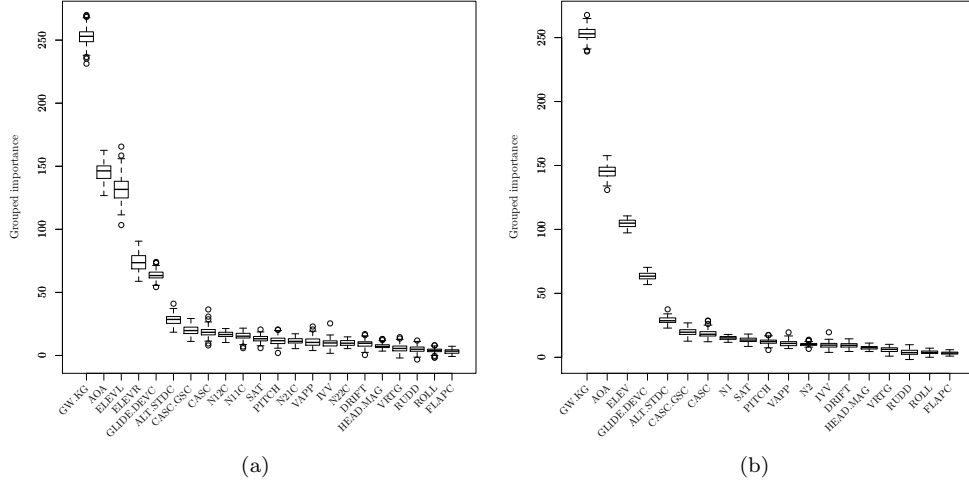 Grouped importance
0
50
100
150
200
250
GW.KG
AOA
ELEVL
ELEVR
GLIDE.DEVC
ALT.STDC
CASC.GSC
CASC
N12C
N11C
SAT
PITCH
N21C
VAPP
IVV
N22C
DRIFT
HEAD.MAG
VRTG
RUDD
ROLL
FLAPC
(a)
Grouped importance
0
50
100
150
200
250
GW.KG
AOA
ELEV
GLIDE.DEVC
ALT.STDC
CASC.GSC
CASC
N1
SAT
PITCH
VAPP
N2
IVV
DRIFT
HEAD.MAG
VRTG
RUDD
ROLL
FLAPC
(b)